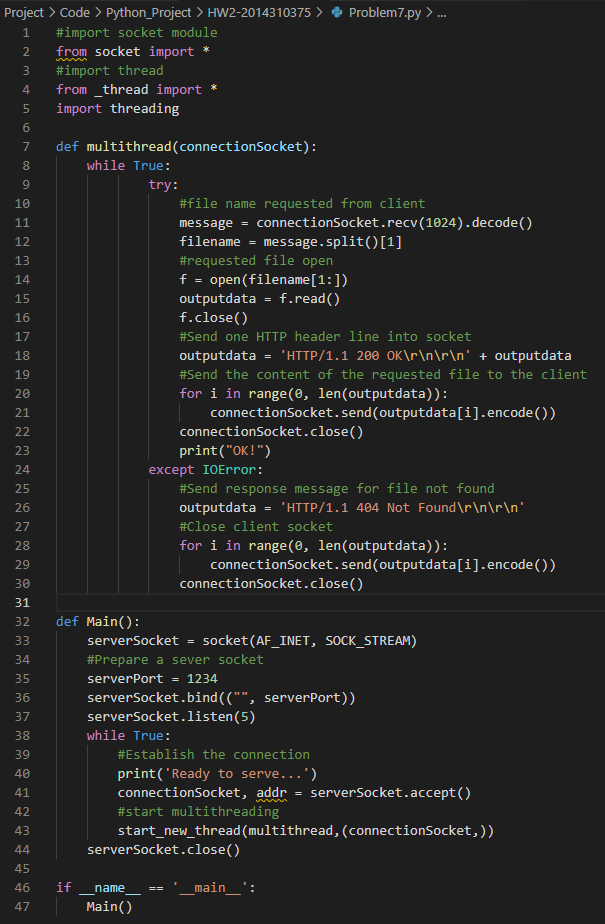 Project > Code > Python_Project > HW2-2014310375 > Problem7.py > ...
1 #import socket module
2 from socket import *
3 #import thread
4 from _thread import *
5 import threading
6
7 def multithread(connectionSocket):
8     while True:
9             try:
10                 #file name requested from client
11                 message = connectionSocket.recv(1024).decode()
12                 filename = message.split()[1]
13                 #requested file open
14                 f = open(filename[1:])
15                 outputdata = f.read()
16                 f.close()
17                 #Send one HTTP header line into socket
18                 outputdata = 'HTTP/1.1 200 OK\r\n\r\n' + outputdata
19                 #Send the content of the requested file to the client
20                 for i in range(0, len(outputdata)):
21                     connectionSocket.send(outputdata[i].encode())
22                 connectionSocket.close()
23                 print("OK!")
24             except IOError:
25                 #Send response message for file not found
26                 outputdata = 'HTTP/1.1 404 Not Found\r\n\r\n'
27                 #Close client socket
28                 for i in range(0, len(outputdata)):
29                     connectionSocket.send(outputdata[i].encode())
30                 connectionSocket.close()
31
32 def Main():
33     serverSocket = socket(AF_INET, SOCK_STREAM)
34     #Prepare a sever socket
35     serverPort = 1234
36     serverSocket.bind(("", serverPort))
37     serverSocket.listen(5)
38     while True:
39         #Establish the connection
40         print('Ready to serve...')
41         connectionSocket, addr = serverSocket.accept()
42         #start multithreading
43         start_new_thread(multithread,(connectionSocket,))
44     serverSocket.close()
45
46 if __name__ == '__main__':
47     Main()